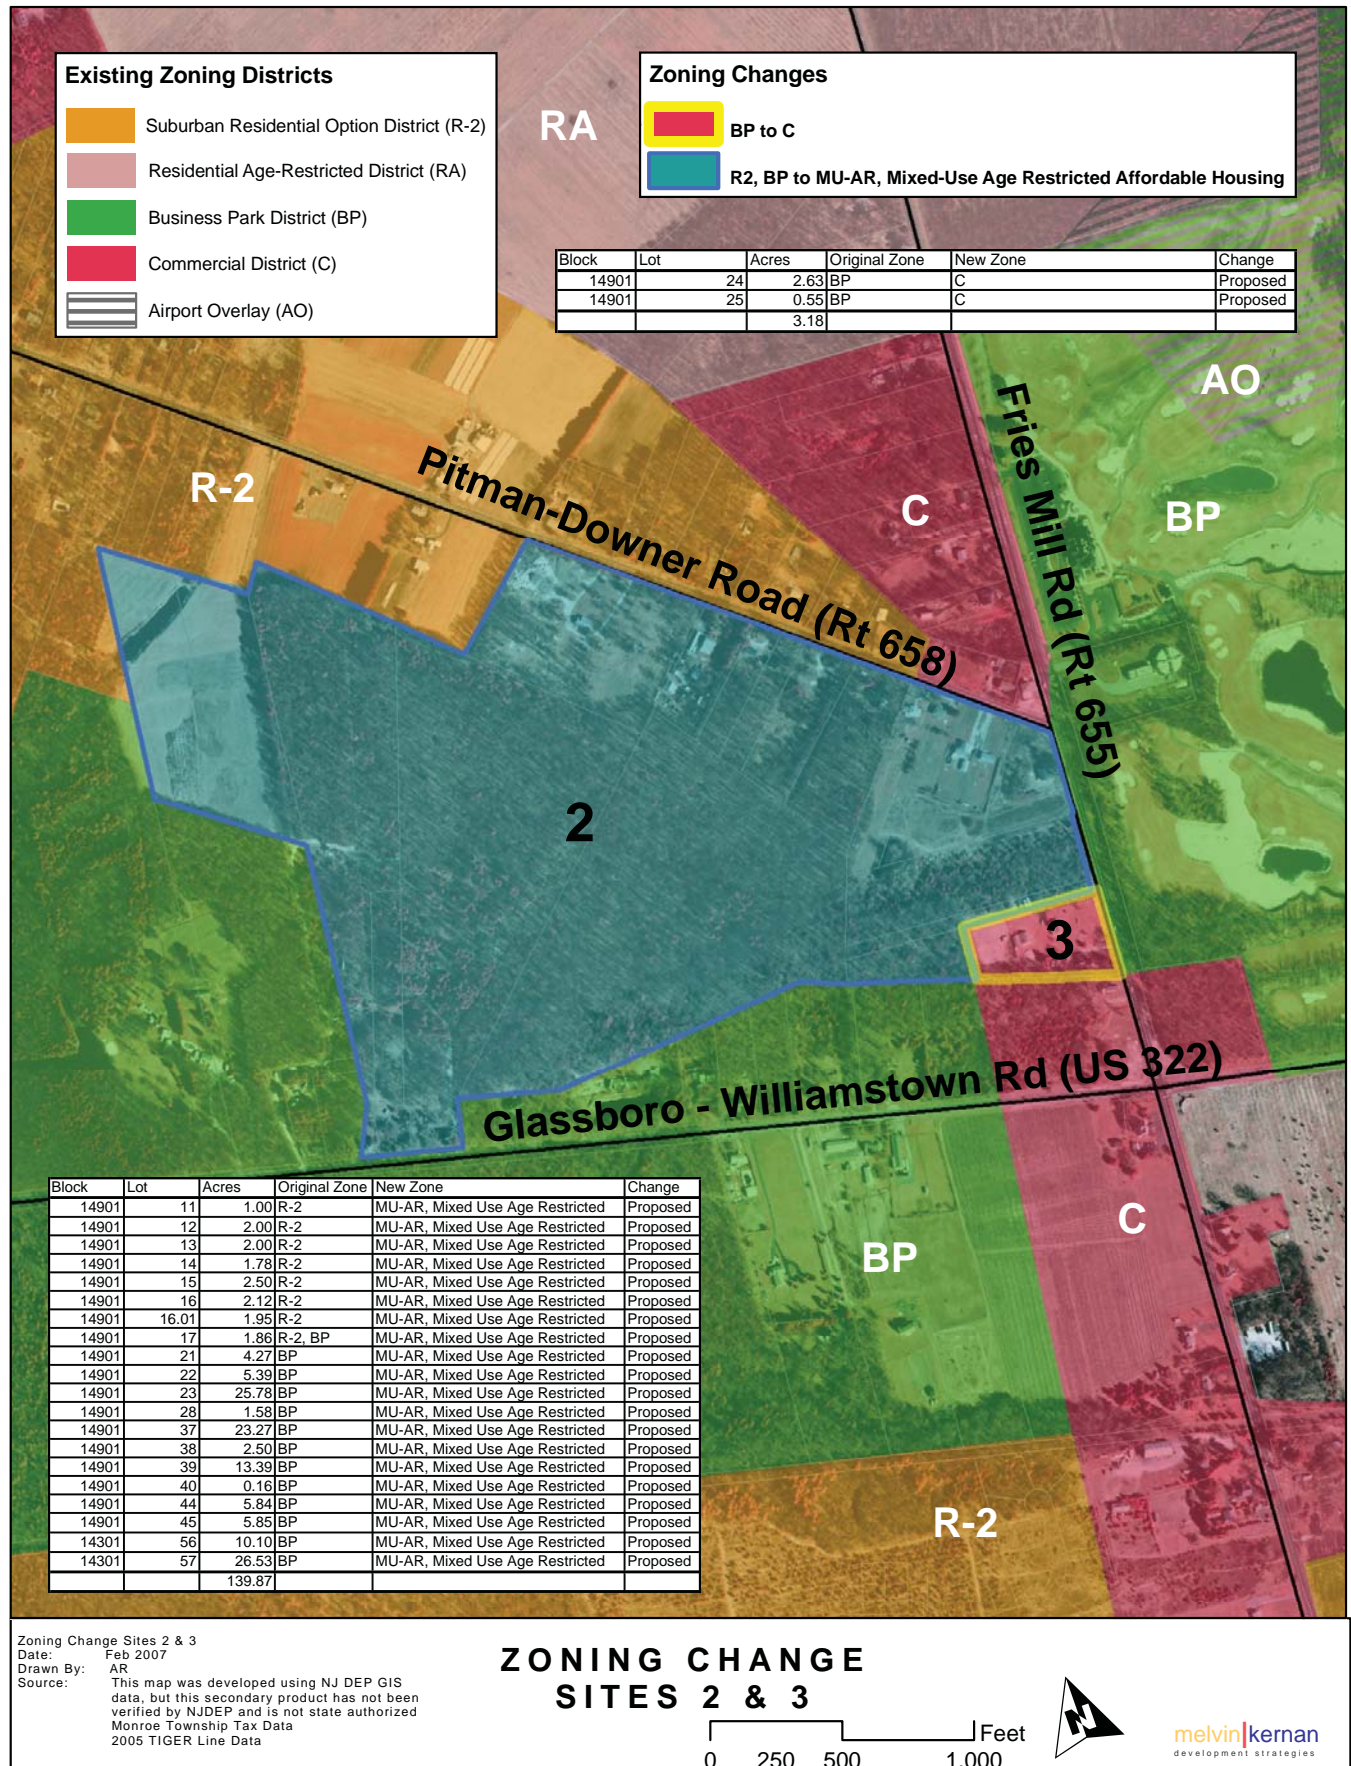 Existing Zoning Districts
Suburban Residential Option District (R-2)
Residential Age-Restricted District (RA)
Business Park District (BP)
Commercial District (C)
Airport Overlay (AO)
RA
Zoning Changes
BP to C
R2, BP to MU-AR, Mixed-Use Age Restricted Affordable Housing
Block Lot Acres Original Zone New Zone Change
14901 24 2.63 BP C Proposed
14901 25 0.55 BP C Proposed
3.18
AO
R-2
Pitman-Downer Road (Rt 658)
C
Fries Mill Rd (Rt 655)
BP
2
3
Glassboro - Williamstown Rd (US 322)
C
BP
R-2
Block Lot Acres Original Zone New Zone Change
14901 11 1.00 R-2 MU-AR, Mixed Use Age Restricted Proposed
14901 12 2.00 R-2 MU-AR, Mixed Use Age Restricted Proposed
14901 13 2.00 R-2 MU-AR, Mixed Use Age Restricted Proposed
14901 14 1.78 R-2 MU-AR, Mixed Use Age Restricted Proposed
14901 15 2.50 R-2 MU-AR, Mixed Use Age Restricted Proposed
14901 16 2.12 R-2 MU-AR, Mixed Use Age Restricted Proposed
14901 16.01 1.95 R-2 MU-AR, Mixed Use Age Restricted Proposed
14901 17 1.86 R-2, BP MU-AR, Mixed Use Age Restricted Proposed
14901 21 4.27 BP MU-AR, Mixed Use Age Restricted Proposed
14901 22 5.39 BP MU-AR, Mixed Use Age Restricted Proposed
14901 23 25.78 BP MU-AR, Mixed Use Age Restricted Proposed
14901 28 1.58 BP MU-AR, Mixed Use Age Restricted Proposed
14901 37 23.27 BP MU-AR, Mixed Use Age Restricted Proposed
14901 38 2.50 BP MU-AR, Mixed Use Age Restricted Proposed
14901 39 13.39 BP MU-AR, Mixed Use Age Restricted Proposed
14901 40 0.16 BP MU-AR, Mixed Use Age Restricted Proposed
14901 44 5.84 BP MU-AR, Mixed Use Age Restricted Proposed
14901 45 5.85 BP MU-AR, Mixed Use Age Restricted Proposed
14301 56 10.10 BP MU-AR, Mixed Use Age Restricted Proposed
14301 57 26.53 BP MU-AR, Mixed Use Age Restricted Proposed
139.87
Zoning Change Sites 2 & 3
Date: Feb 2007
Drawn By: AR
Source: This map was developed using NJ DEP GIS
data, but this secondary product has not been
verified by NJDEP and is not state authorized
Monroe Township Tax Data
2005 TIGER Line Data
ZONING CHANGE
SITES 2 & 3
Feet
0 250 500 1,000
N
melvin|kernan
development strategies